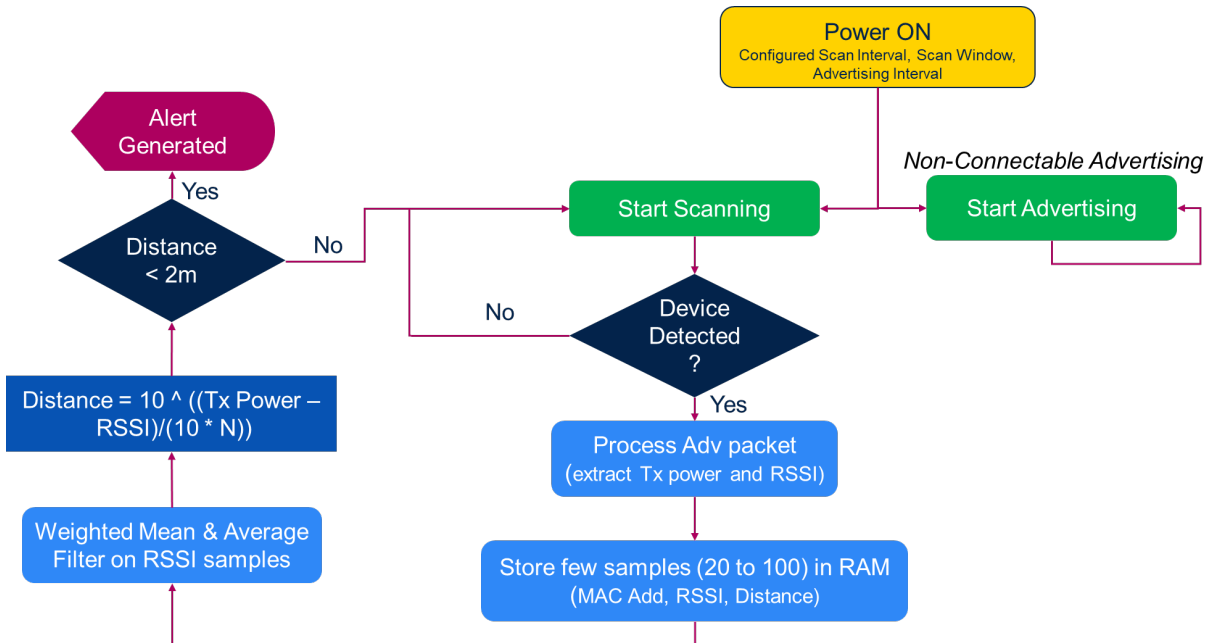 Power ON
Configured Scan Interval, Scan Window,
Advertising Interval
Alert
Generated
Non-Connectable Advertising
Yes
Start Scanning
Start Advertising
Distance
< 2m
No
Device
Detected
?
No
Yes
Distance = 10 ^ ((Tx Power –
RSSI)/(10 * N))
Process Adv packet
(extract Tx power and RSSI)
Weighted Mean & Average
Filter on RSSI samples
Store few samples (20 to 100) in RAM
(MAC Add, RSSI, Distance)